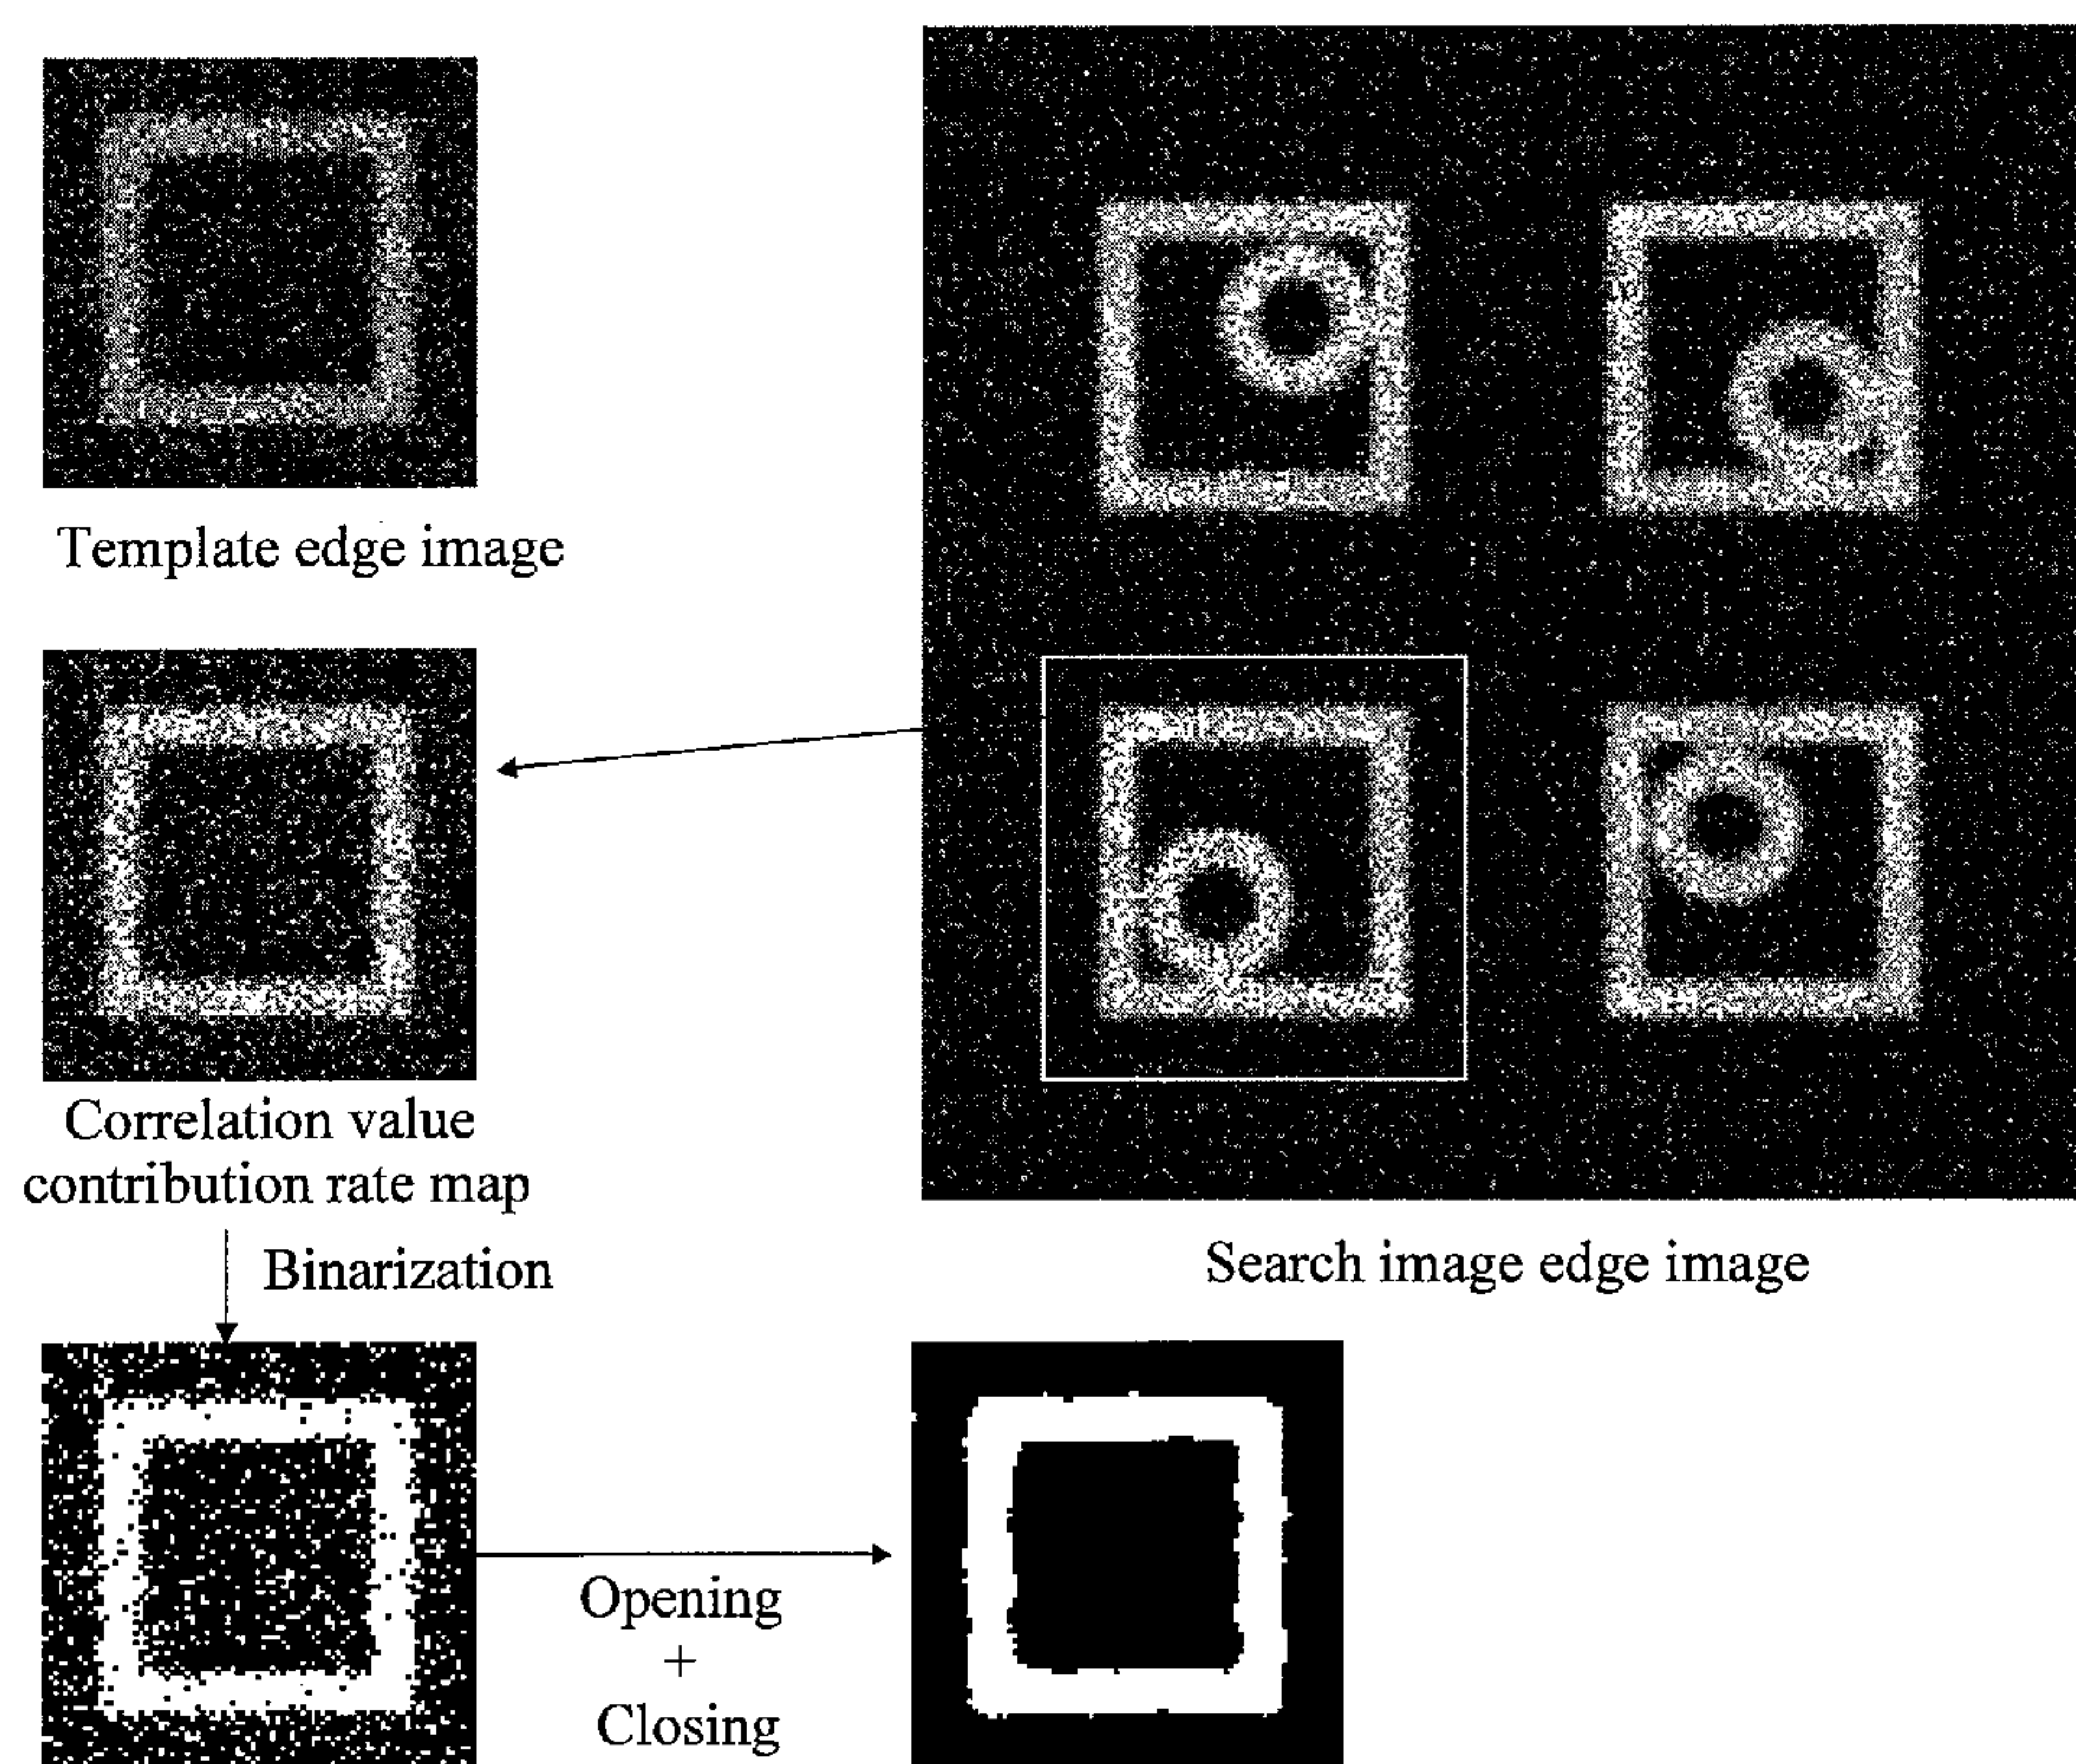 Template edge image
Correlation value
contribution rate map
Binarization
Search image edge image
Opening
+
Closing